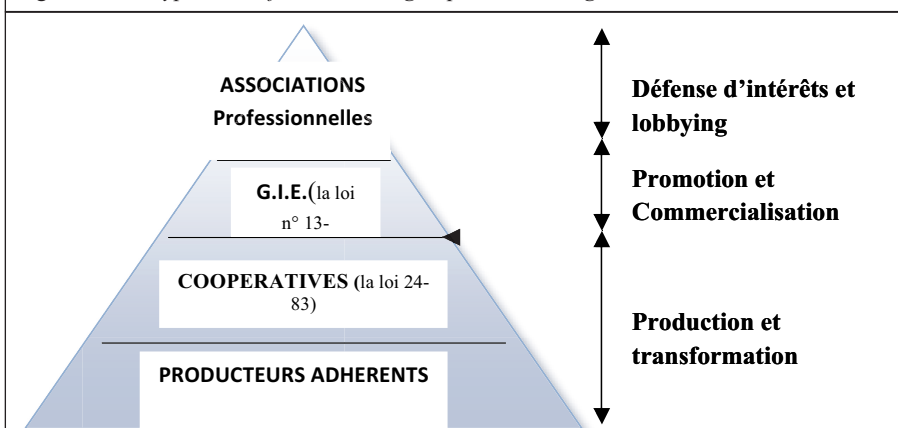 ASSOCIATIONS
Professionnelles
G.I.E.(la loi
n° 13-
COOPERATIVES (la loi 24-
83)
PRODUCTEURS ADHERENTS
Défense d’intérêts et
lobbying
Promotion et
Commercialisation
Production et
transformation